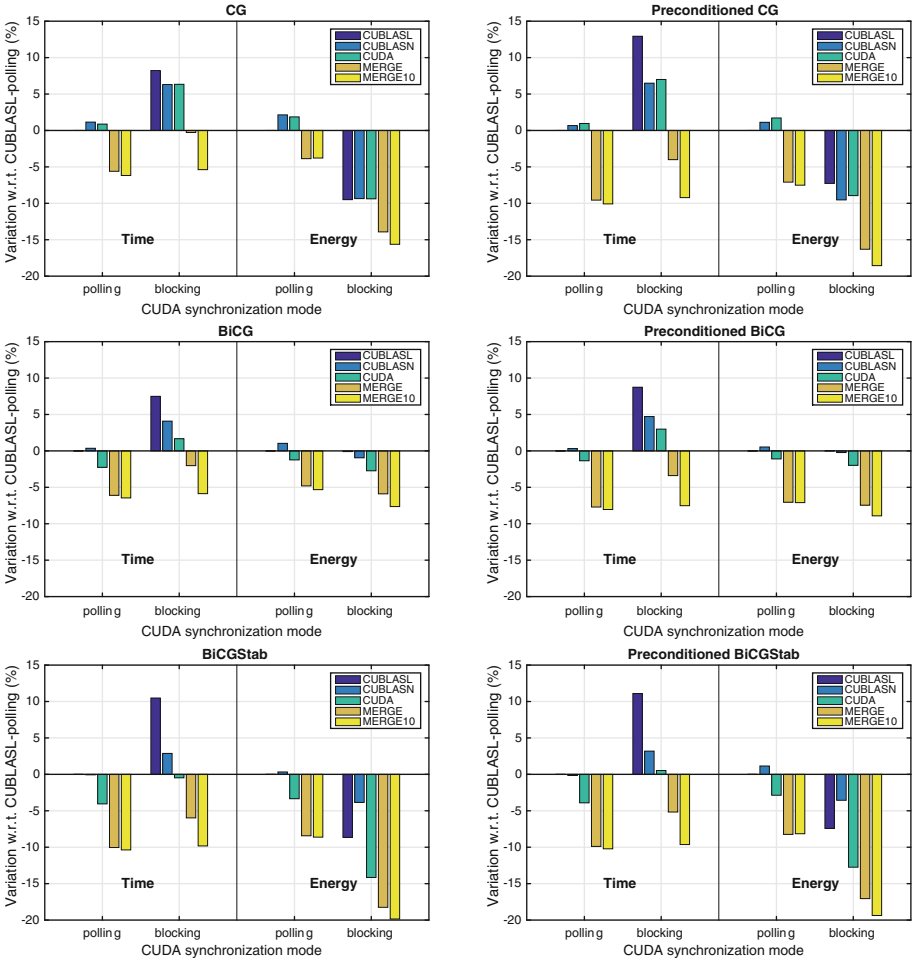 CG
Variation w.r.t. CUBLASL-polling (%)
15
10
5
0
-5
-10
-15
-20
CUBLASL
CUBLASN
CUDA
MERGE
MERGE10
Time
Energy
polling blocking polling blocking
CUDA synchronization mode
Preconditioned CG
Variation w.r.t. CUBLASL-polling (%)
15
10
5
0
-5
-10
-15
-20
CUBLASL
CUBLASN
CUDA
MERGE
MERGE10
Time
Energy
polling blocking polling blocking
CUDA synchronization mode
BiCG
Variation w.r.t. CUBLASL-polling (%)
15
10
5
0
-5
-10
-15
-20
CUBLASL
CUBLASN
CUDA
MERGE
MERGE10
Time
Energy
polling blocking polling blocking
CUDA synchronization mode
Preconditioned BiCG
Variation w.r.t. CUBLASL-polling (%)
15
10
5
0
-5
-10
-15
-20
CUBLASL
CUBLASN
CUDA
MERGE
MERGE10
Time
Energy
polling blocking polling blocking
CUDA synchronization mode
BiCGStab
Variation w.r.t. CUBLASL-polling (%)
15
10
5
0
-5
-10
-15
-20
CUBLASL
CUBLASN
CUDA
MERGE
MERGE10
Time
Energy
polling blocking polling blocking
CUDA synchronization mode
Preconditioned BiCGStab
Variation w.r.t. CUBLASL-polling (%)
15
10
5
0
-5
-10
-15
-20
CUBLASL
CUBLASN
CUDA
MERGE
MERGE10
Time
Energy
polling blocking polling blocking
CUDA synchronization mode